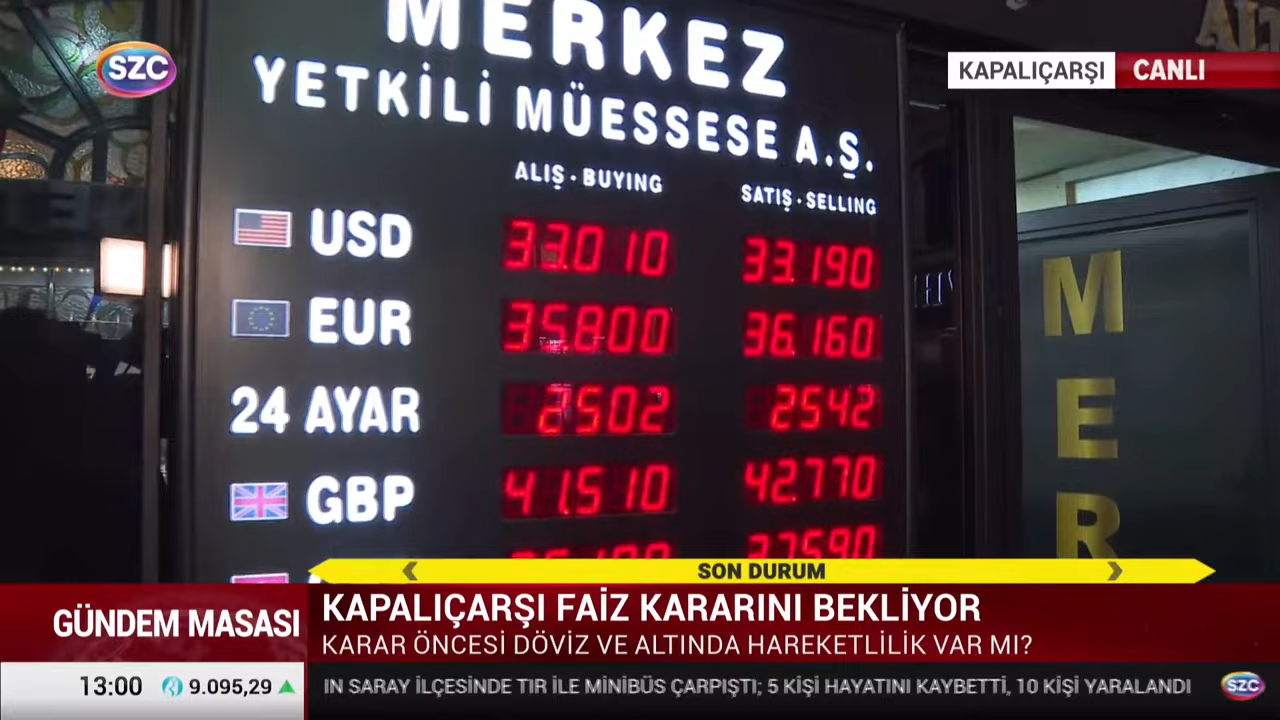 SZC
KAPALIÇARŞI CANLI
MERKEZ
YETKİLİ MÜESSESE A.Ş.
ALIŞ · BUYING SATIŞ · SELLING
USD 33.010 33.190
EUR 35.800 36.160
24 AYAR 2502 2542
GBP 41.510 42.770
37590
MER
SON DURUM
GÜNDEM MASASI
KAPALIÇARŞI FAİZ KARARINI BEKLİYOR
KARAR ÖNCESİ DÖVİZ VE ALTINDA HAREKETLİLİK VAR MI?
13:00 9.095,29
IN SARAY İLÇESİNDE TIR İLE MİNİBÜS ÇARPIŞTI; 5 KİŞİ HAYATINI KAYBETTİ, 10 KİŞİ YARALANDI
SZC